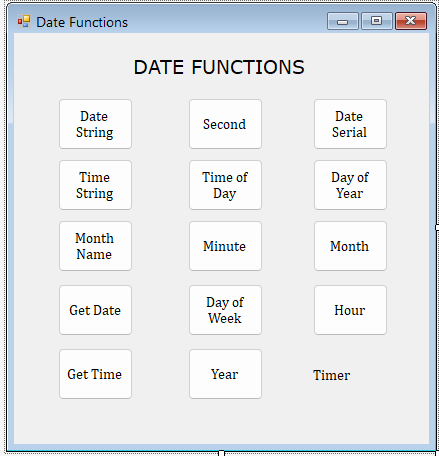 Date Functions
DATE FUNCTIONS
Date
String
Second
Date
Serial
Time
String
Time of
Day
Day of
Year
Month
Name
Minute
Month
Get Date
Day of
Week
Hour
Get Time
Year
Timer